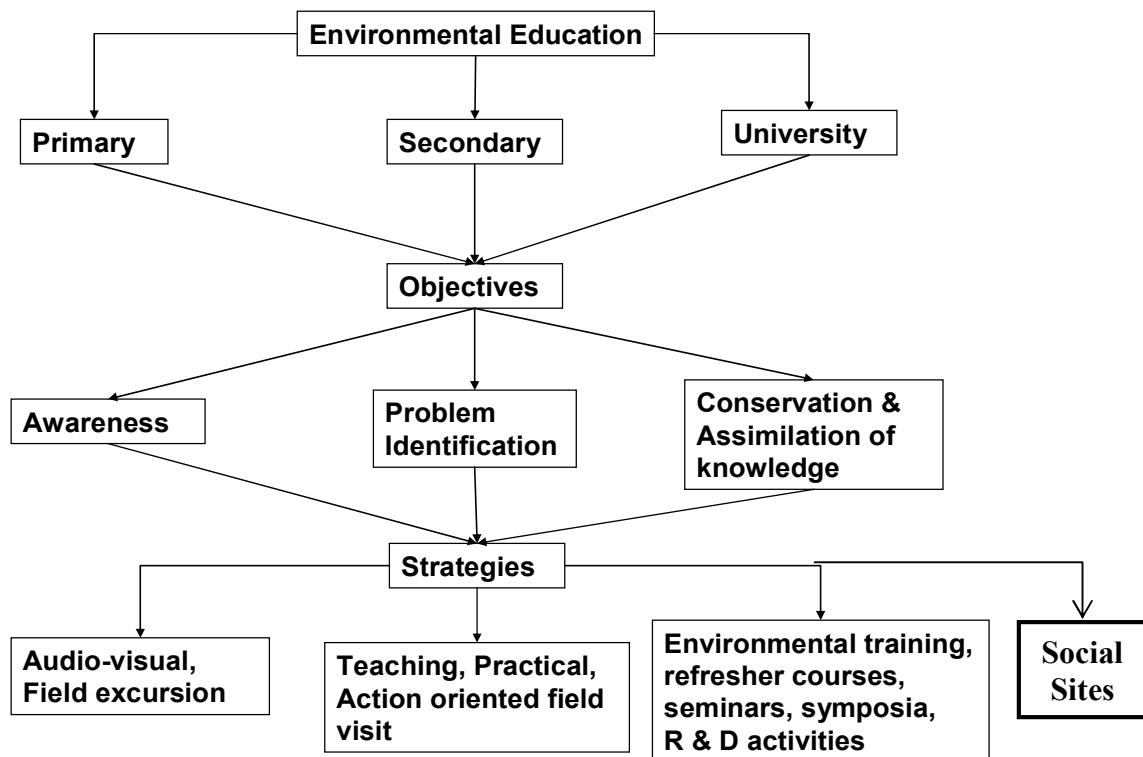 Environmental Education
Primary
Secondary
University
Objectives
Awareness
Problem
Identification
Conservation &
Assimilation of
knowledge
Strategies
Audio-visual,
Field excursion
Teaching, Practical,
Action oriented field
visit
Environmental training,
refresher courses,
seminars, symposia,
R & D activities
Social
Sites